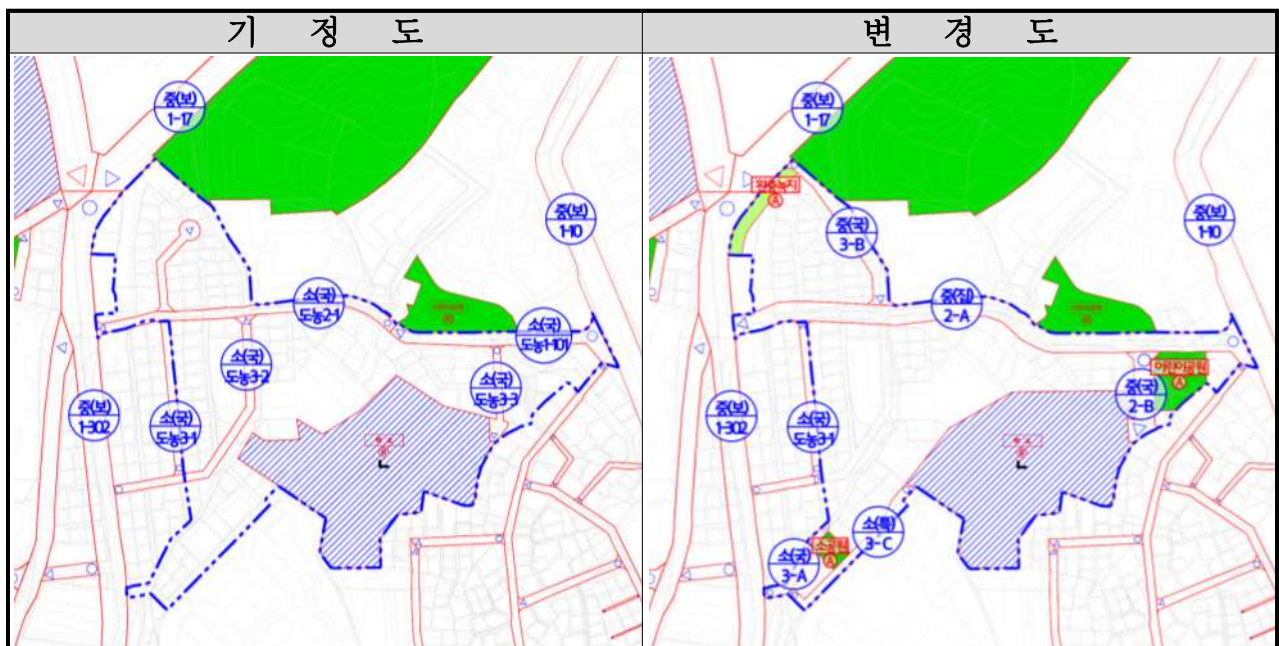 기 정 도
변 경 도
중(보)
1-17
중(보)
1-10
소(국)
도농2-1
소(국)
도농1-101
소(국)
도농3-2
소(국)
도농3-3
중(보)
1-302
소(국)
도농3-1
학 교
중(보)
1-17
완충녹지
A
중(국)
3-B
중(보)
1-10
중(집)
2-A
어린이공원
A
중(국)
2-B
중(보)
1-302
소(국)
도농3-1
학 교
소(특)
3-C
소공원
A
소(국)
3-A